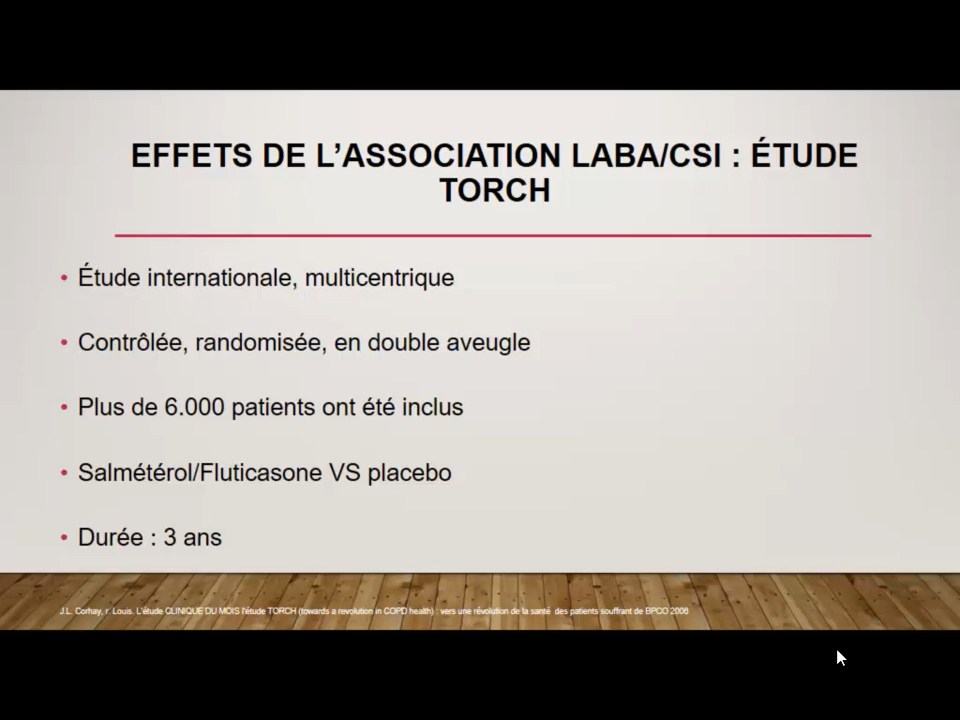 EFFETS DE L’ASSOCIATION LABA/CSI : ÉTUDE
TORCH
• Étude internationale, multicentrique
• Contrôlée, randomisée, en double aveugle
• Plus de 6.000 patients ont été inclus
• Salmétérol/Fluticasone VS placebo
• Durée : 3 ans
J.L. Corhay, r. Louis. L'étude CLINIQUE DU MOIS l'étude TORCH (towards a revolution in COPD health) : vers une révolution de la santé des patients souffrant de BPCO 2008